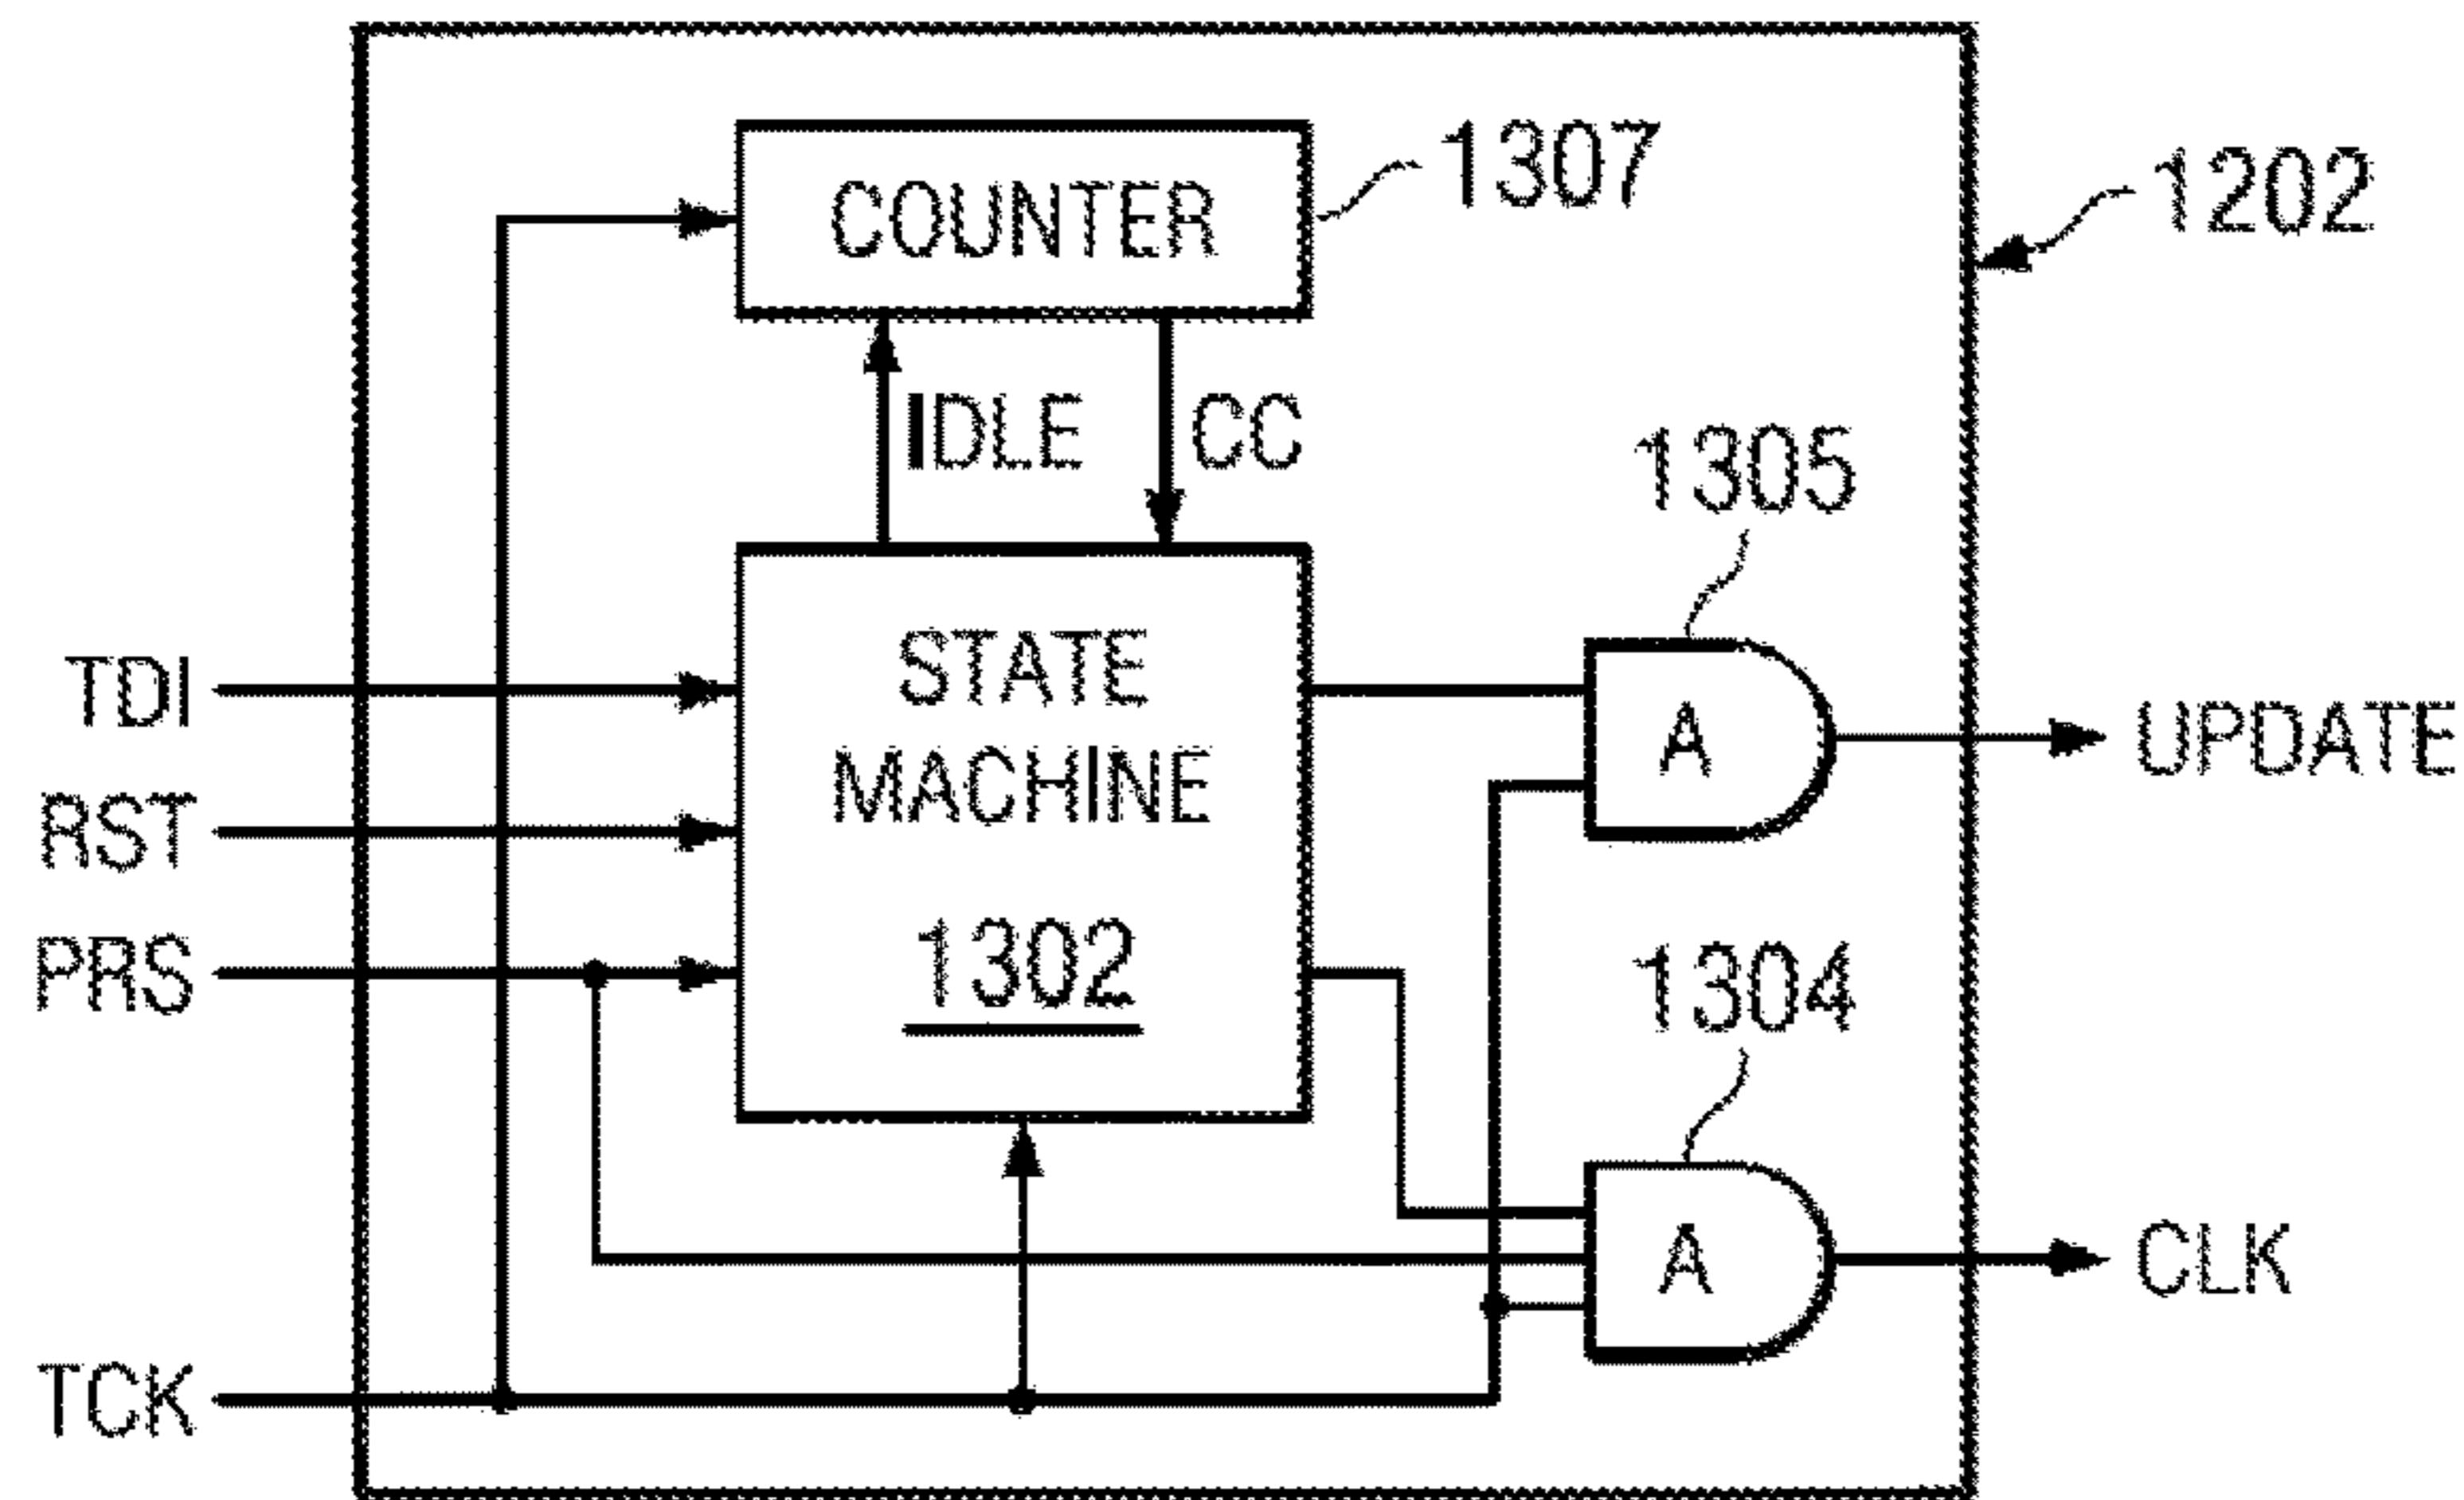 COUNTER
1307
1202
IDLE
CC
1305
TDI
STATE
MACHINE
1302
A
UPDATE
RST
PRS
1304
A
CLK
TCK